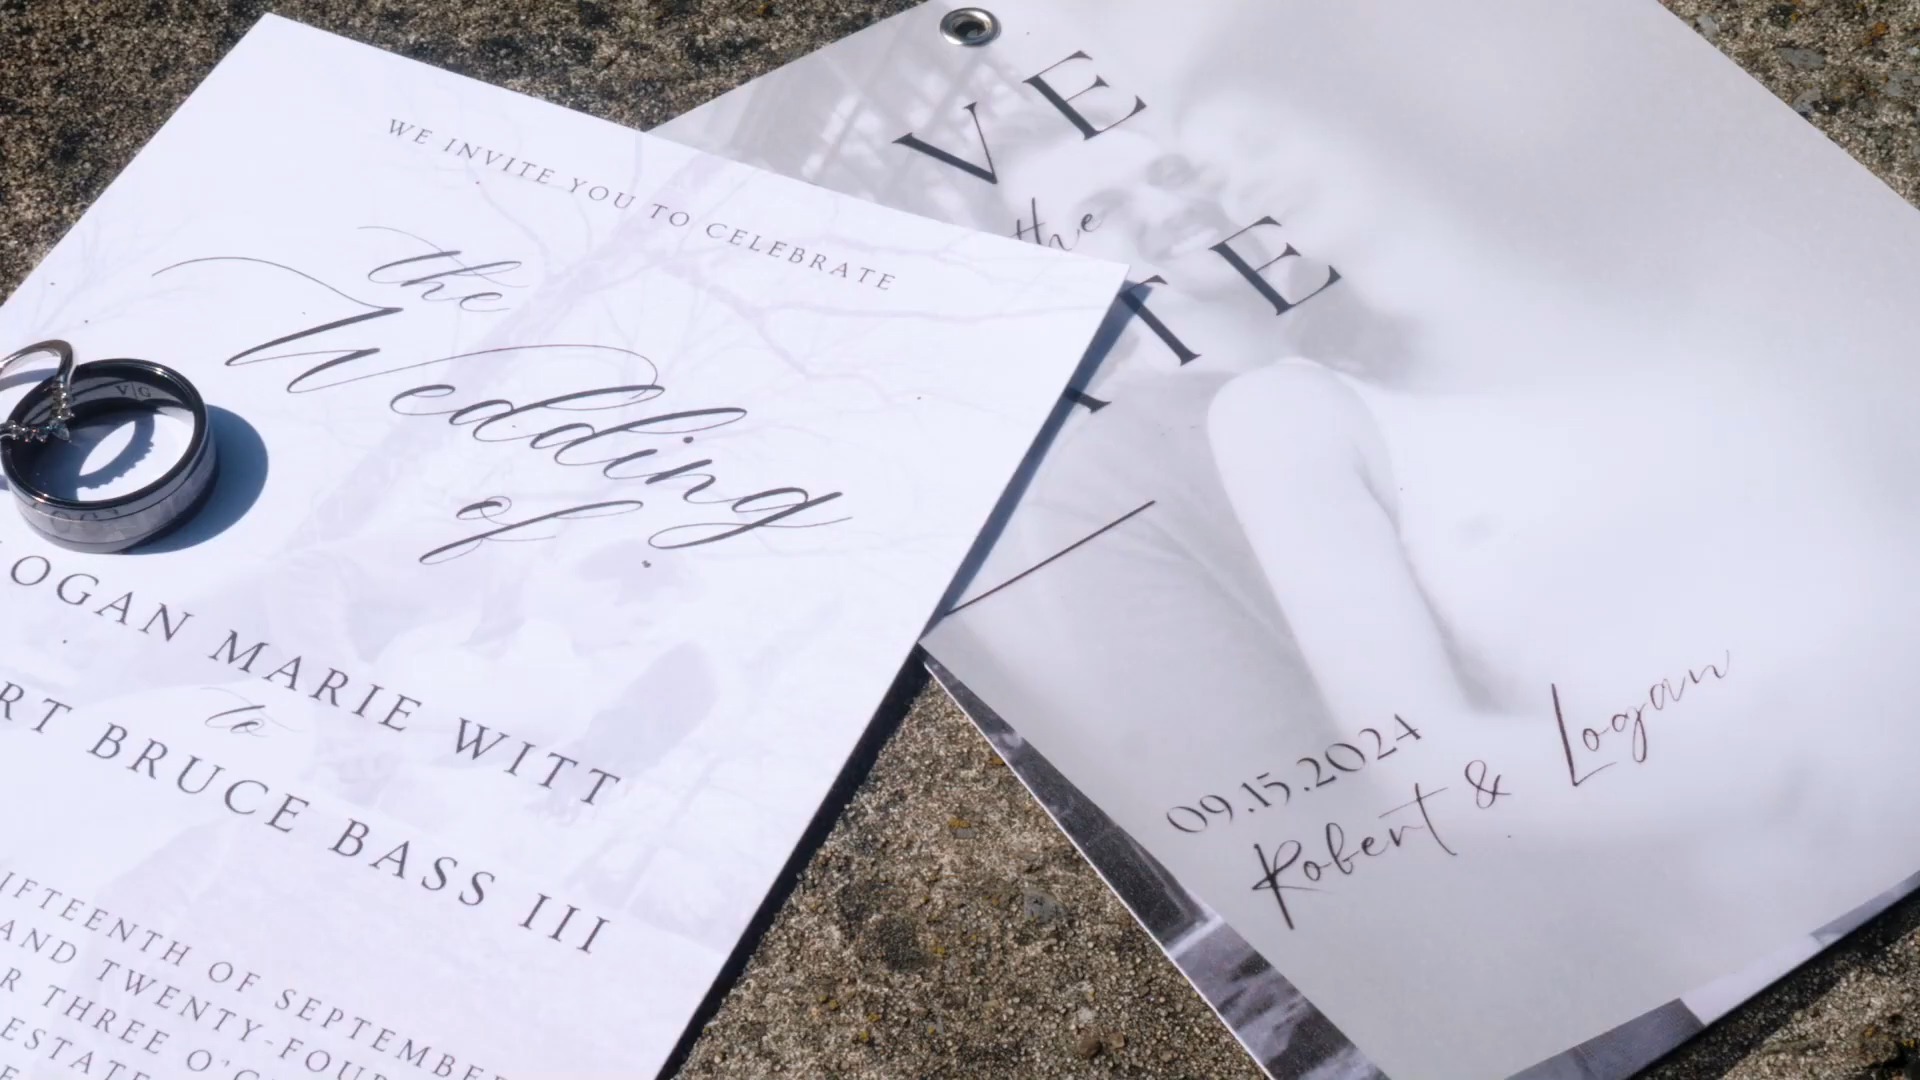 WE INVITE YOU TO CELEBRATE
the
Wedding
of
OGAN MARIE WITT
to
RT BRUCE BASS III
IFTEENTH OF SEPTEMBER
AND TWENTY-FOUR
R THREE O'C
ESTATE
VE
the
TE
09.15.2024
Robert & Logan
V|G